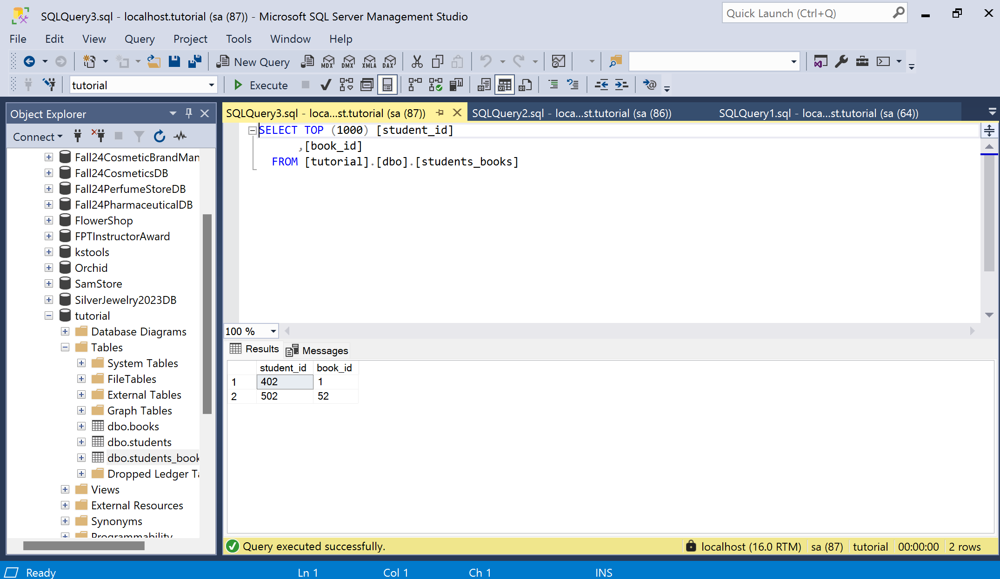 SQLQuery3.sql - localhost.tutorial (sa (87)) - Microsoft SQL Server Management Studio
Quick Launch (Ctrl+Q)
File Edit View Query Project Tools Window Help
New Query MDX DMX XMLA DAX
tutorial Execute
Object Explorer
Connect
Fall24CosmeticBrandMan
Fall24CosmeticsDB
Fall24PerfumeStoreDB
Fall24PharmaceuticalDB
FlowerShop
FPTInstructorAward
kstools
Orchid
SamStore
SilverJewelry2023DB
tutorial
Database Diagrams
Tables
System Tables
FileTables
External Tables
Graph Tables
dbo.books
dbo.students
dbo.students_book
Dropped Ledger Ta
Views
External Resources
Synonyms
Programmability
SQLQuery3.sql - loca...st.tutorial (sa (87)) SQLQuery2.sql - loca...st.tutorial (sa (86)) SQLQuery1.sql - loca...st.tutorial (sa (64))
SELECT TOP (1000) [student_id]
,[book_id]
FROM [tutorial].[dbo].[students_books]
100 %
Results Messages
student_id book_id
1 402 1
2 502 52
Query executed successfully. localhost (16.0 RTM) sa (87) tutorial 00:00:00 2 rows
Ready Ln 1 Col 1 Ch 1 INS